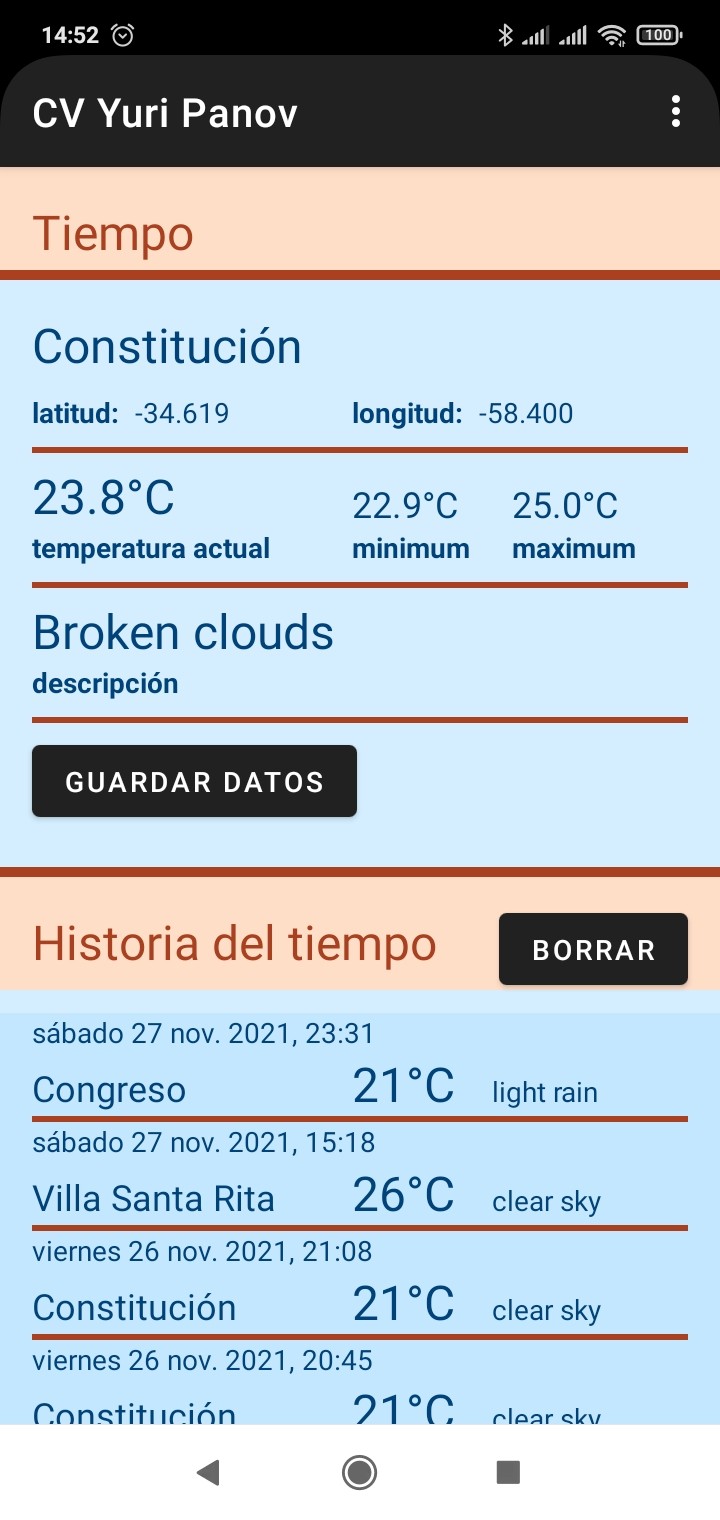 14:52 100
CV Yuri Panov
Tiempo
Constitución
latitud: -34.619 longitud: -58.400
23.8°C 22.9°C 25.0°C
temperatura actual minimum maximum
Broken clouds
descripción
GUARDAR DATOS
Historia del tiempo BORRAR
sábado 27 nov. 2021, 23:31
Congreso 21°C light rain
sábado 27 nov. 2021, 15:18
Villa Santa Rita 26°C clear sky
viernes 26 nov. 2021, 21:08
Constitución 21°C clear sky
viernes 26 nov. 2021, 20:45
Constitución 21°C clear sky